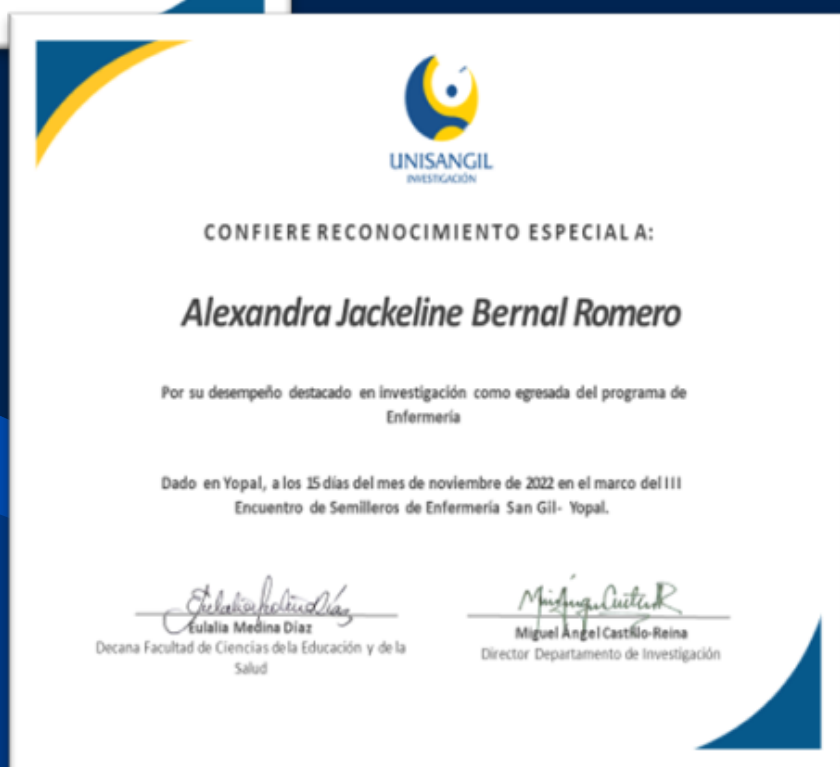 UNISANGIL
INVESTIGACIÓN
CONFIERE RECONOCIMIENTO ESPECIAL A:
Alexandra Jackeline Bernal Romero
Por su desempeño destacado en investigación como egresada del programa de
Enfermería
Dado en Yopal, a los 15 días del mes de noviembre de 2022 en el marco del III
Encuentro de Semilleros de Enfermería San Gil- Yopal.
Eulalia Medina Díaz
Decana Facultad de Ciencias de la Educación y de la
Salud
Miguel Ángel Castillo-Reina
Director Departamento de Investigación